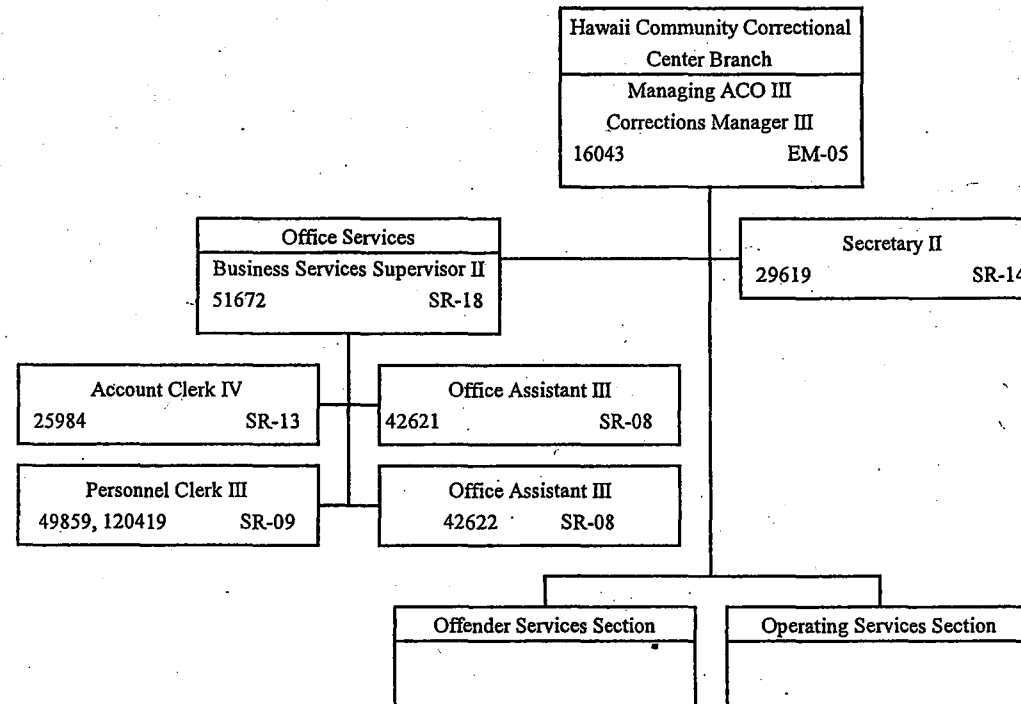 Hawaii Community Correctional
Center Branch
Managing ACO III
Corrections Manager III
16043 EM-05
Office Services
Business Services Supervisor II
51672 SR-18
Secretary II
29619 SR-14
Account Clerk IV
25984 SR-13
Office Assistant III
42621 SR-08
Personnel Clerk III
49859, 120419 SR-09
Office Assistant III
42622 SR-08
Offender Services Section
Operating Services Section